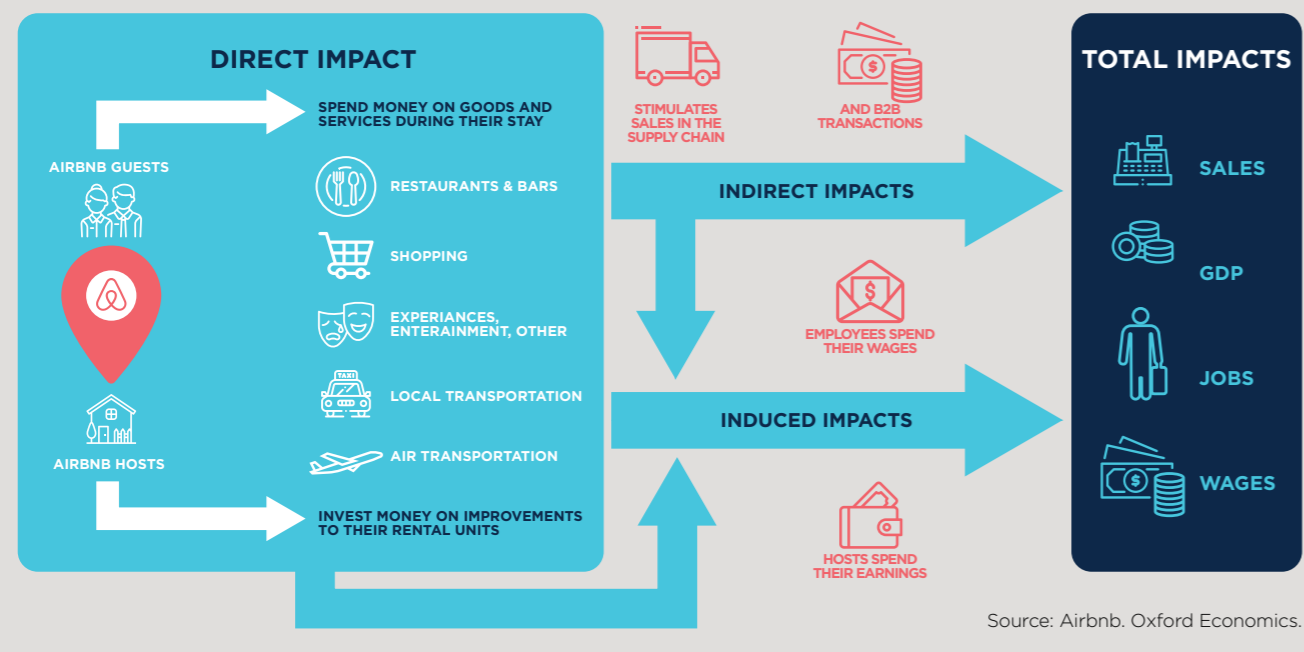 DIRECT IMPACT
AIRBNB GUESTS
SPEND MONEY ON GOODS AND
SERVICES DURING THEIR STAY
RESTAURANTS & BARS
SHOPPING
EXPERIANCES,
ENTERAINMENT, OTHER
TAXI
LOCAL TRANSPORTATION
AIR TRANSPORTATION
AIRBNB HOSTS
INVEST MONEY ON IMPROVEMENTS
TO THEIR RENTAL UNITS
STIMULATES
SALES IN THE
SUPPLY CHAIN
$
AND B2B
TRANSACTIONS
INDIRECT IMPACTS
$
EMPLOYEES SPEND
THEIR WAGES
INDUCED IMPACTS
HOSTS SPEND
THEIR EARNINGS
TOTAL IMPACTS
SALES
GDP
JOBS
$
WAGES
Source: Airbnb. Oxford Economics.